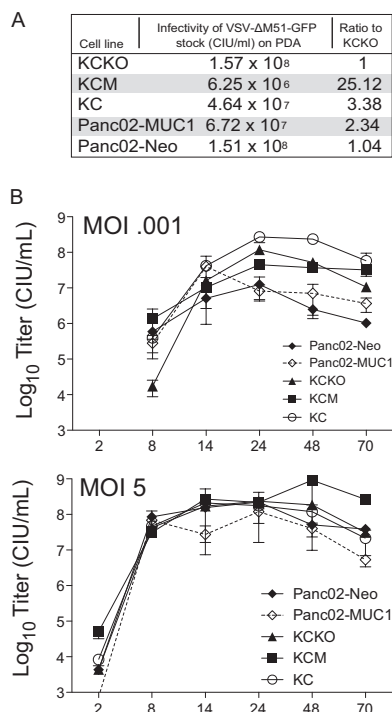 A
Cell line
Infectivity of VSV-ΔM51-GFP stock (CIU/ml) on PDA
Ratio to KCKO
KCKO 1.57 x 10⁸ 1
KCM 6.25 x 10⁶ 25.12
KC 4.64 x 10⁷ 3.38
Panc02-MUC1 6.72 x 10⁷ 2.34
Panc02-Neo 1.51 x 10⁸ 1.04
B
MOI .001
9
8
7
6
5
4
3
Log10 Titer (CIU/mL)
Panc02-Neo
Panc02-MUC1
KCKO
KCM
KC
2 8 14 24 48 70
MOI 5
9
8
7
6
5
4
3
Log10 Titer (CIU/mL)
Panc02-Neo
Panc02-MUC1
KCKO
KCM
KC
2 8 14 24 48 70